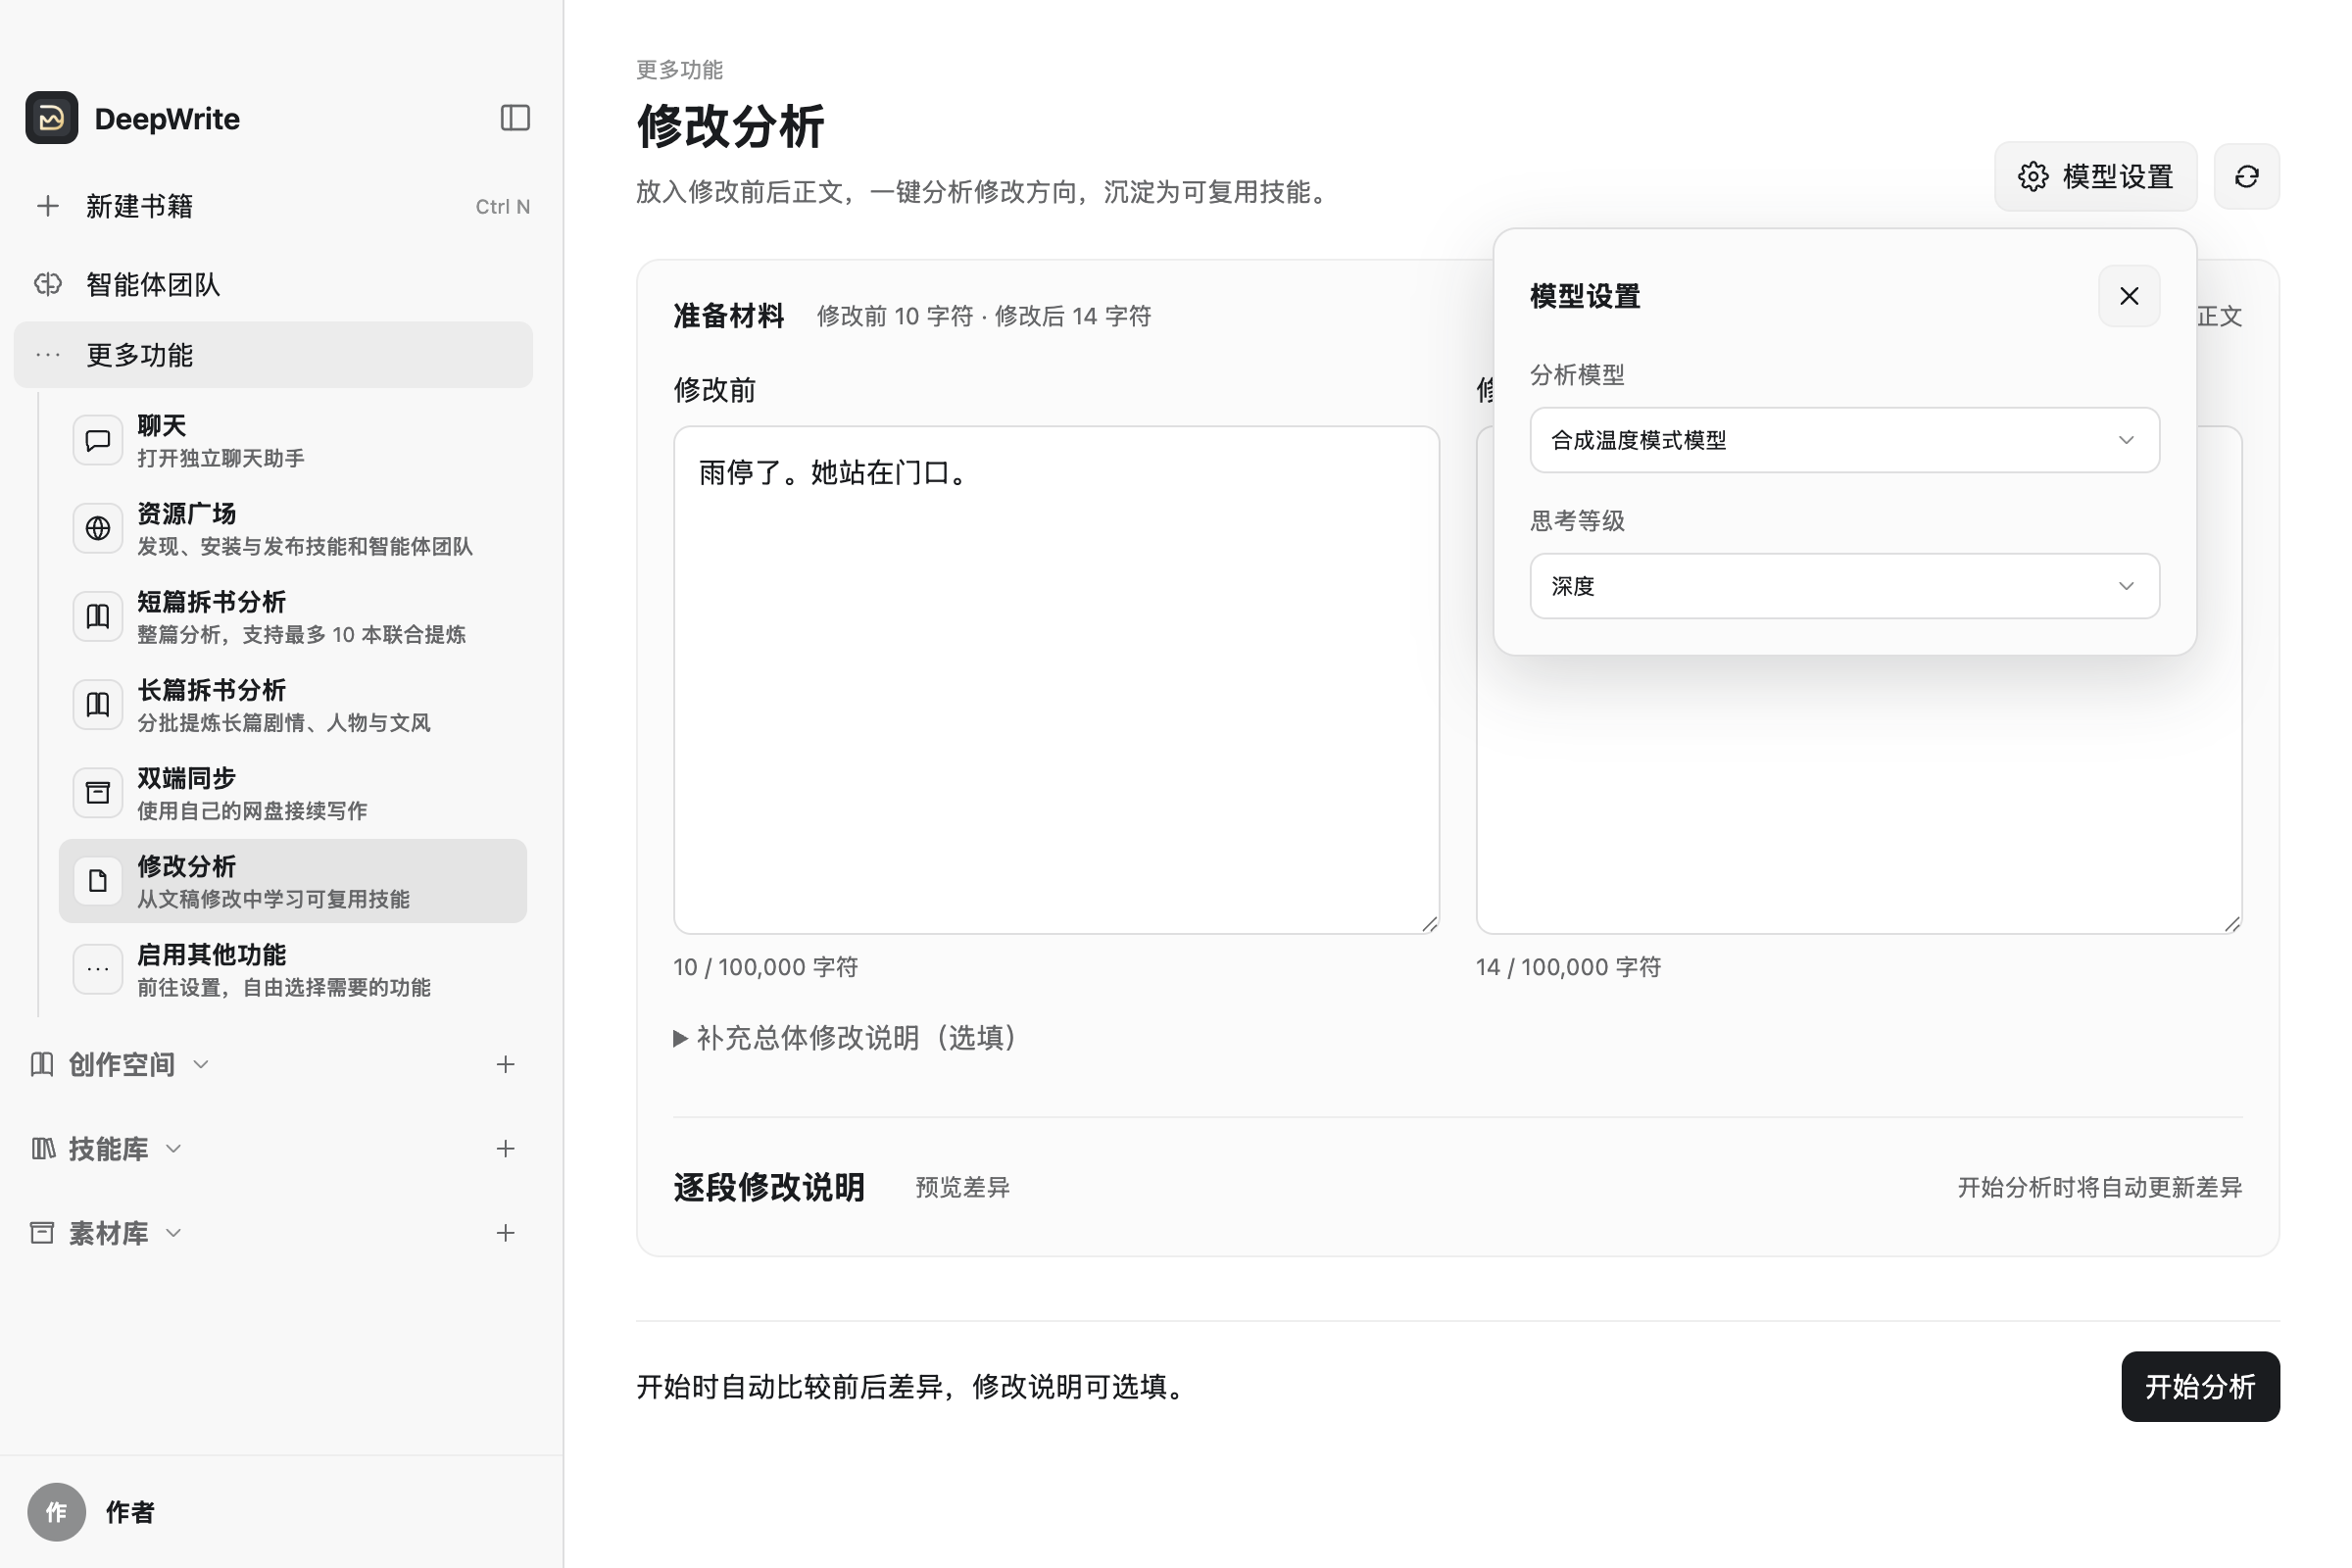 DeepWrite
新建书籍
Ctrl N
智能体团队
更多功能
聊天
打开独立聊天助手
资源广场
发现、安装与发布技能和智能体团队
短篇拆书分析
整篇分析，支持最多 10 本联合提炼
长篇拆书分析
分批提炼长篇剧情、人物与文风
双端同步
使用自己的网盘接续写作
修改分析
从文稿修改中学习可复用技能
启用其他功能
前往设置，自由选择需要的功能
创作空间
技能库
素材库
作
作者
更多功能
修改分析
放入修改前后正文，一键分析修改方向，沉淀为可复用技能。
模型设置
准备材料
修改前 10 字符 · 修改后 14 字符
正文
修改前
雨停了。她站在门口。
10 / 100,000 字符
修
14 / 100,000 字符
模型设置
分析模型
合成温度模式模型
思考等级
深度
补充总体修改说明（选填）
逐段修改说明
预览差异
开始分析时将自动更新差异
开始时自动比较前后差异，修改说明可选填。
开始分析